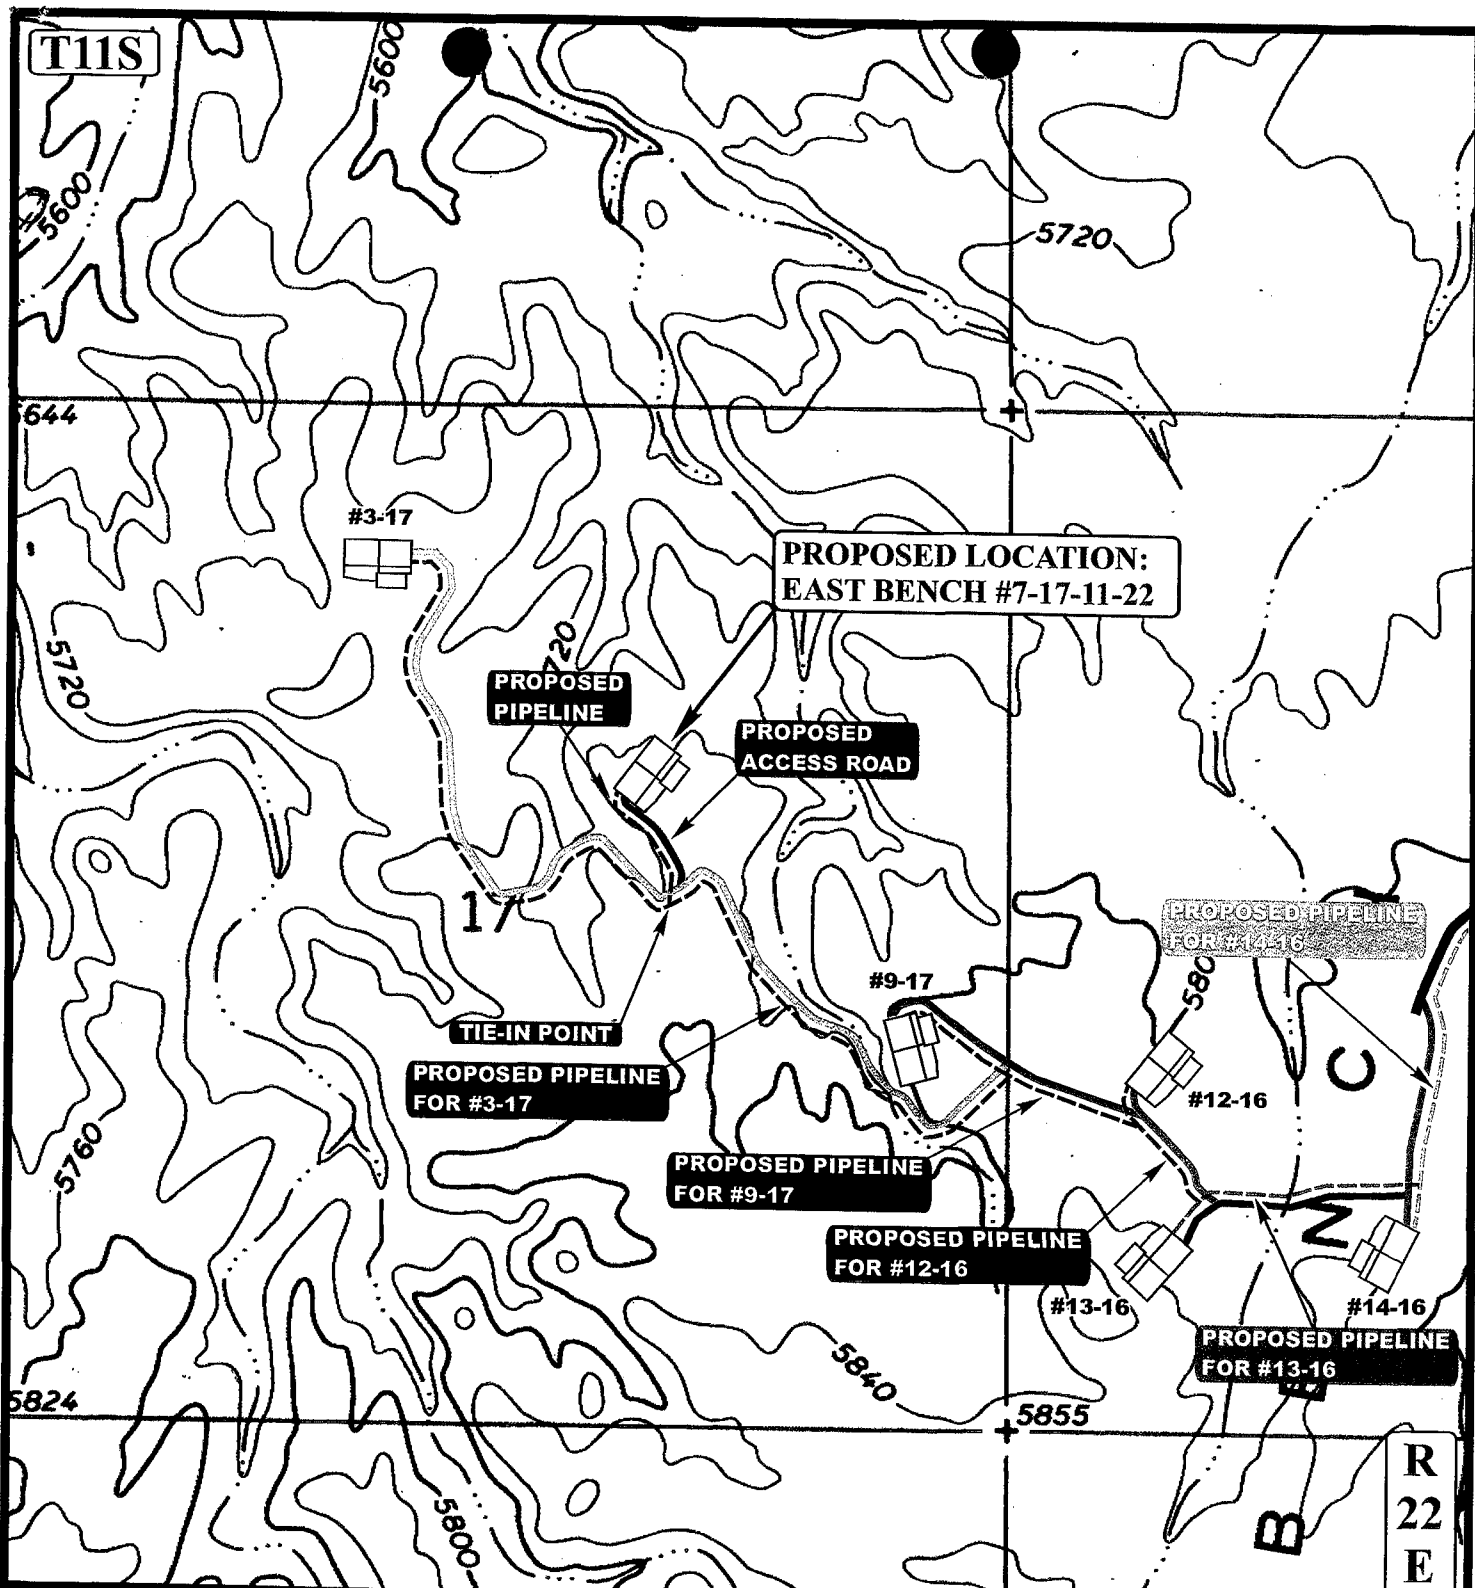 T11S
5600
5600
5720
5644
#3-17
PROPOSED LOCATION:
EAST BENCH #7-17-11-22
5720
720
PROPOSED
PIPELINE
PROPOSED
ACCESS ROAD
17
PROPOSED PIPELINE
FOR #14-16
#9-17
580
TIE-IN POINT
PROPOSED PIPELINE
FOR #3-17
C
#12-16
5760
PROPOSED PIPELINE
FOR #9-17
N
PROPOSED PIPELINE
FOR #12-16
#13-16
#14-16
PROPOSED PIPELINE
FOR #13-16
5840
5824
5855
R
22
E
5800
B